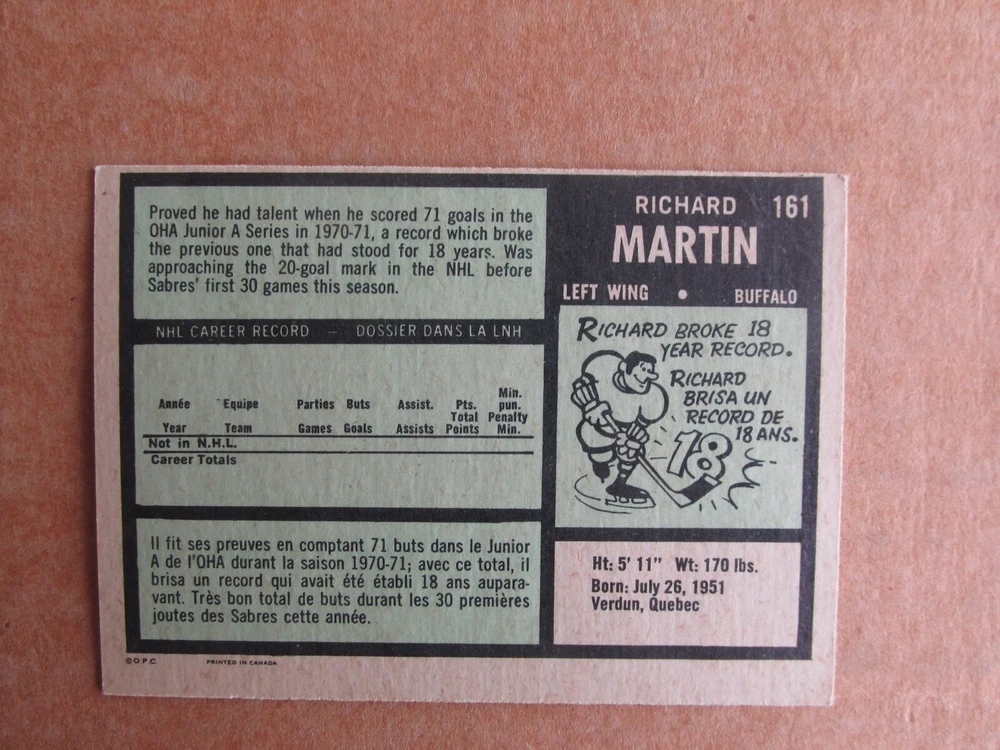 Proved he had talent when he scored 71 goals in the
OHA Junior A Series in 1970-71, a record which broke
the previous one that had stood for 18 years. Was
approaching the 20-goal mark in the NHL before
Sabres' first 30 games this season.
NHL CAREER RECORD — DOSSIER DANS LA LNH
Année Equipe Parties Buts Assist. Pts. Total Points Min. pun. Penalty Min.
Year Team Games Goals Assists
Not in N.H.L.
Career Totals
Il fit ses preuves en comptant 71 buts dans le Junior
A de l'OHA durant la saison 1970-71; avec ce total, il
brisa un record qui avait été établi 18 ans aupara-
vant. Très bon total de buts durant les 30 premières
joutes des Sabres cette année.
©O.P.C. PRINTED IN CANADA
RICHARD 161
MARTIN
LEFT WING • BUFFALO
RICHARD BROKE 18
YEAR RECORD.
RICHARD
BRISA UN
RECORD DE
18 ANS.
18
Ht: 5' 11" Wt: 170 lbs.
Born: July 26, 1951
Verdun, Quebec